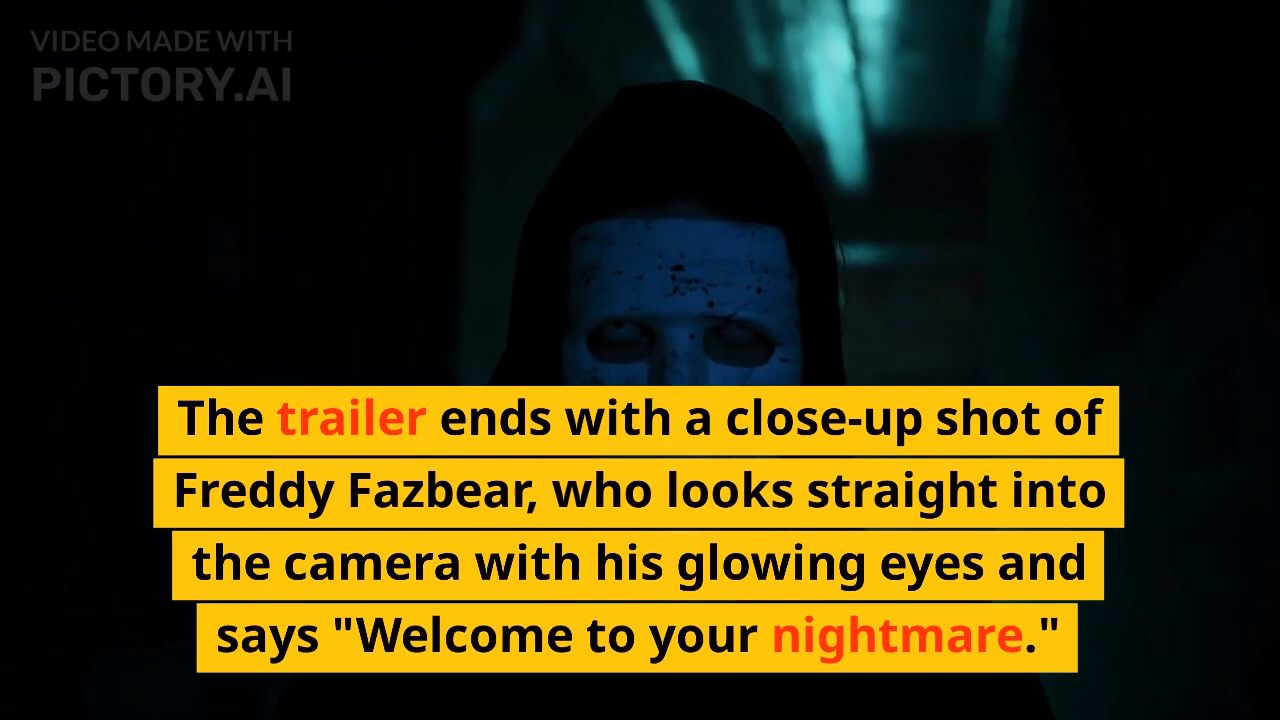 VIDEO MADE WITH
PICTORY.AI
The trailer ends with a close-up shot of
Freddy Fazbear, who looks straight into
the camera with his glowing eyes and
says "Welcome to your nightmare."